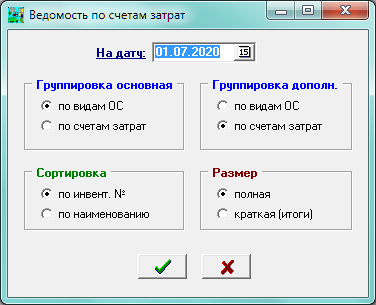 Ведомость по счетам затрат
На дату: 01.07.2020 15
Группировка основная
по видам ОС
по счетам затрат
Группировка дополн.
по видам ОС
по счетам затрат
Сортировка
по инвент. №
по наименованию
Размер
полная
краткая (итоги)